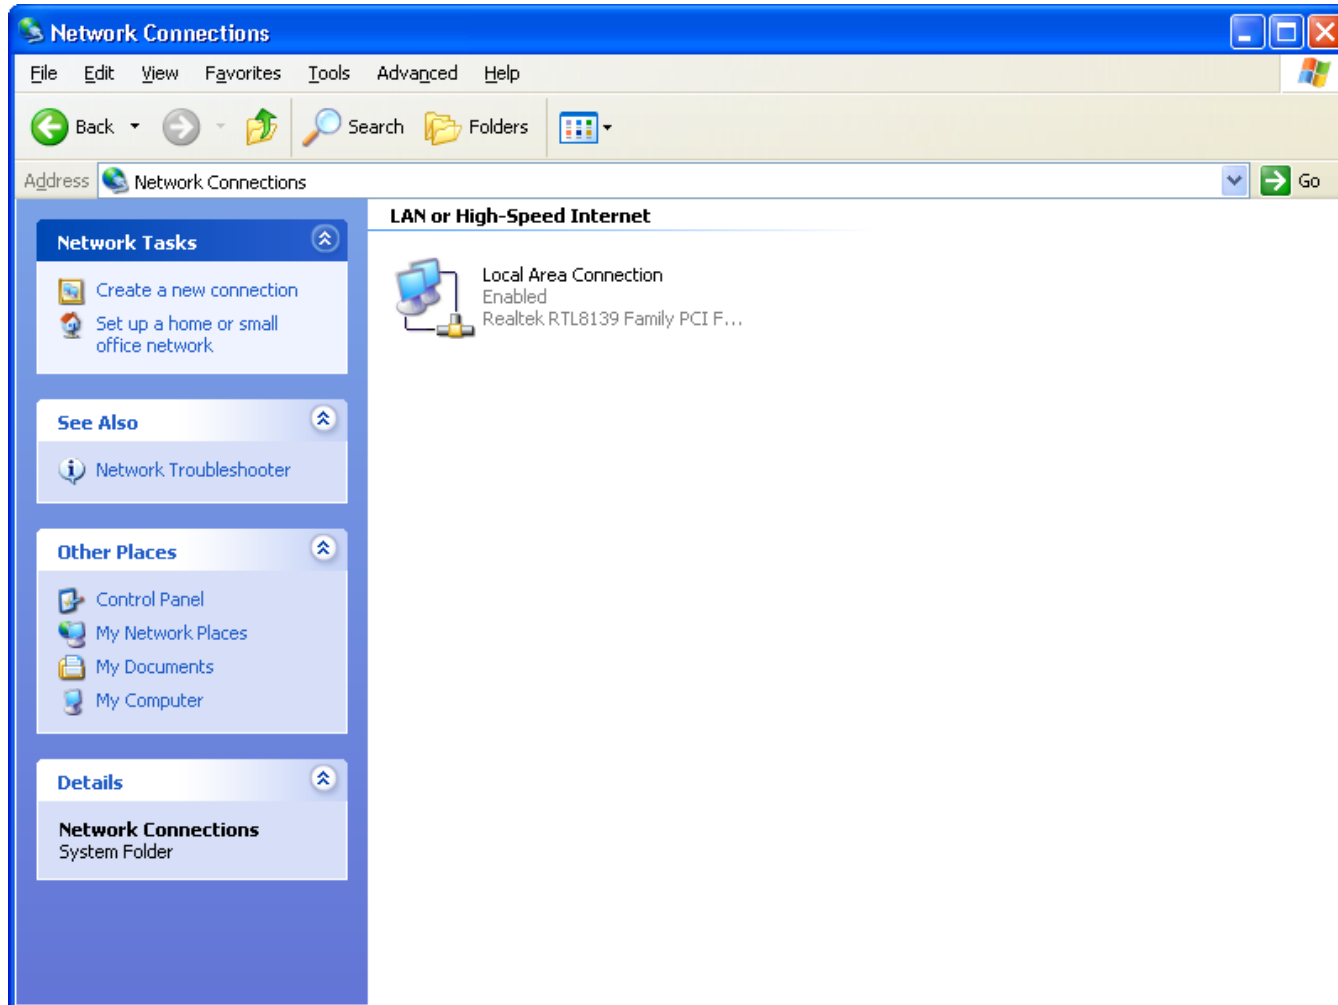 Network Connections
File Edit View Favorites Tools Advanced Help
Back Search Folders
Address Network Connections Go
Network Tasks
Create a new connection
Set up a home or small
office network
See Also
Network Troubleshooter
Other Places
Control Panel
My Network Places
My Documents
My Computer
Details
Network Connections
System Folder
LAN or High-Speed Internet
Local Area Connection
Enabled
Realtek RTL8139 Family PCI F...